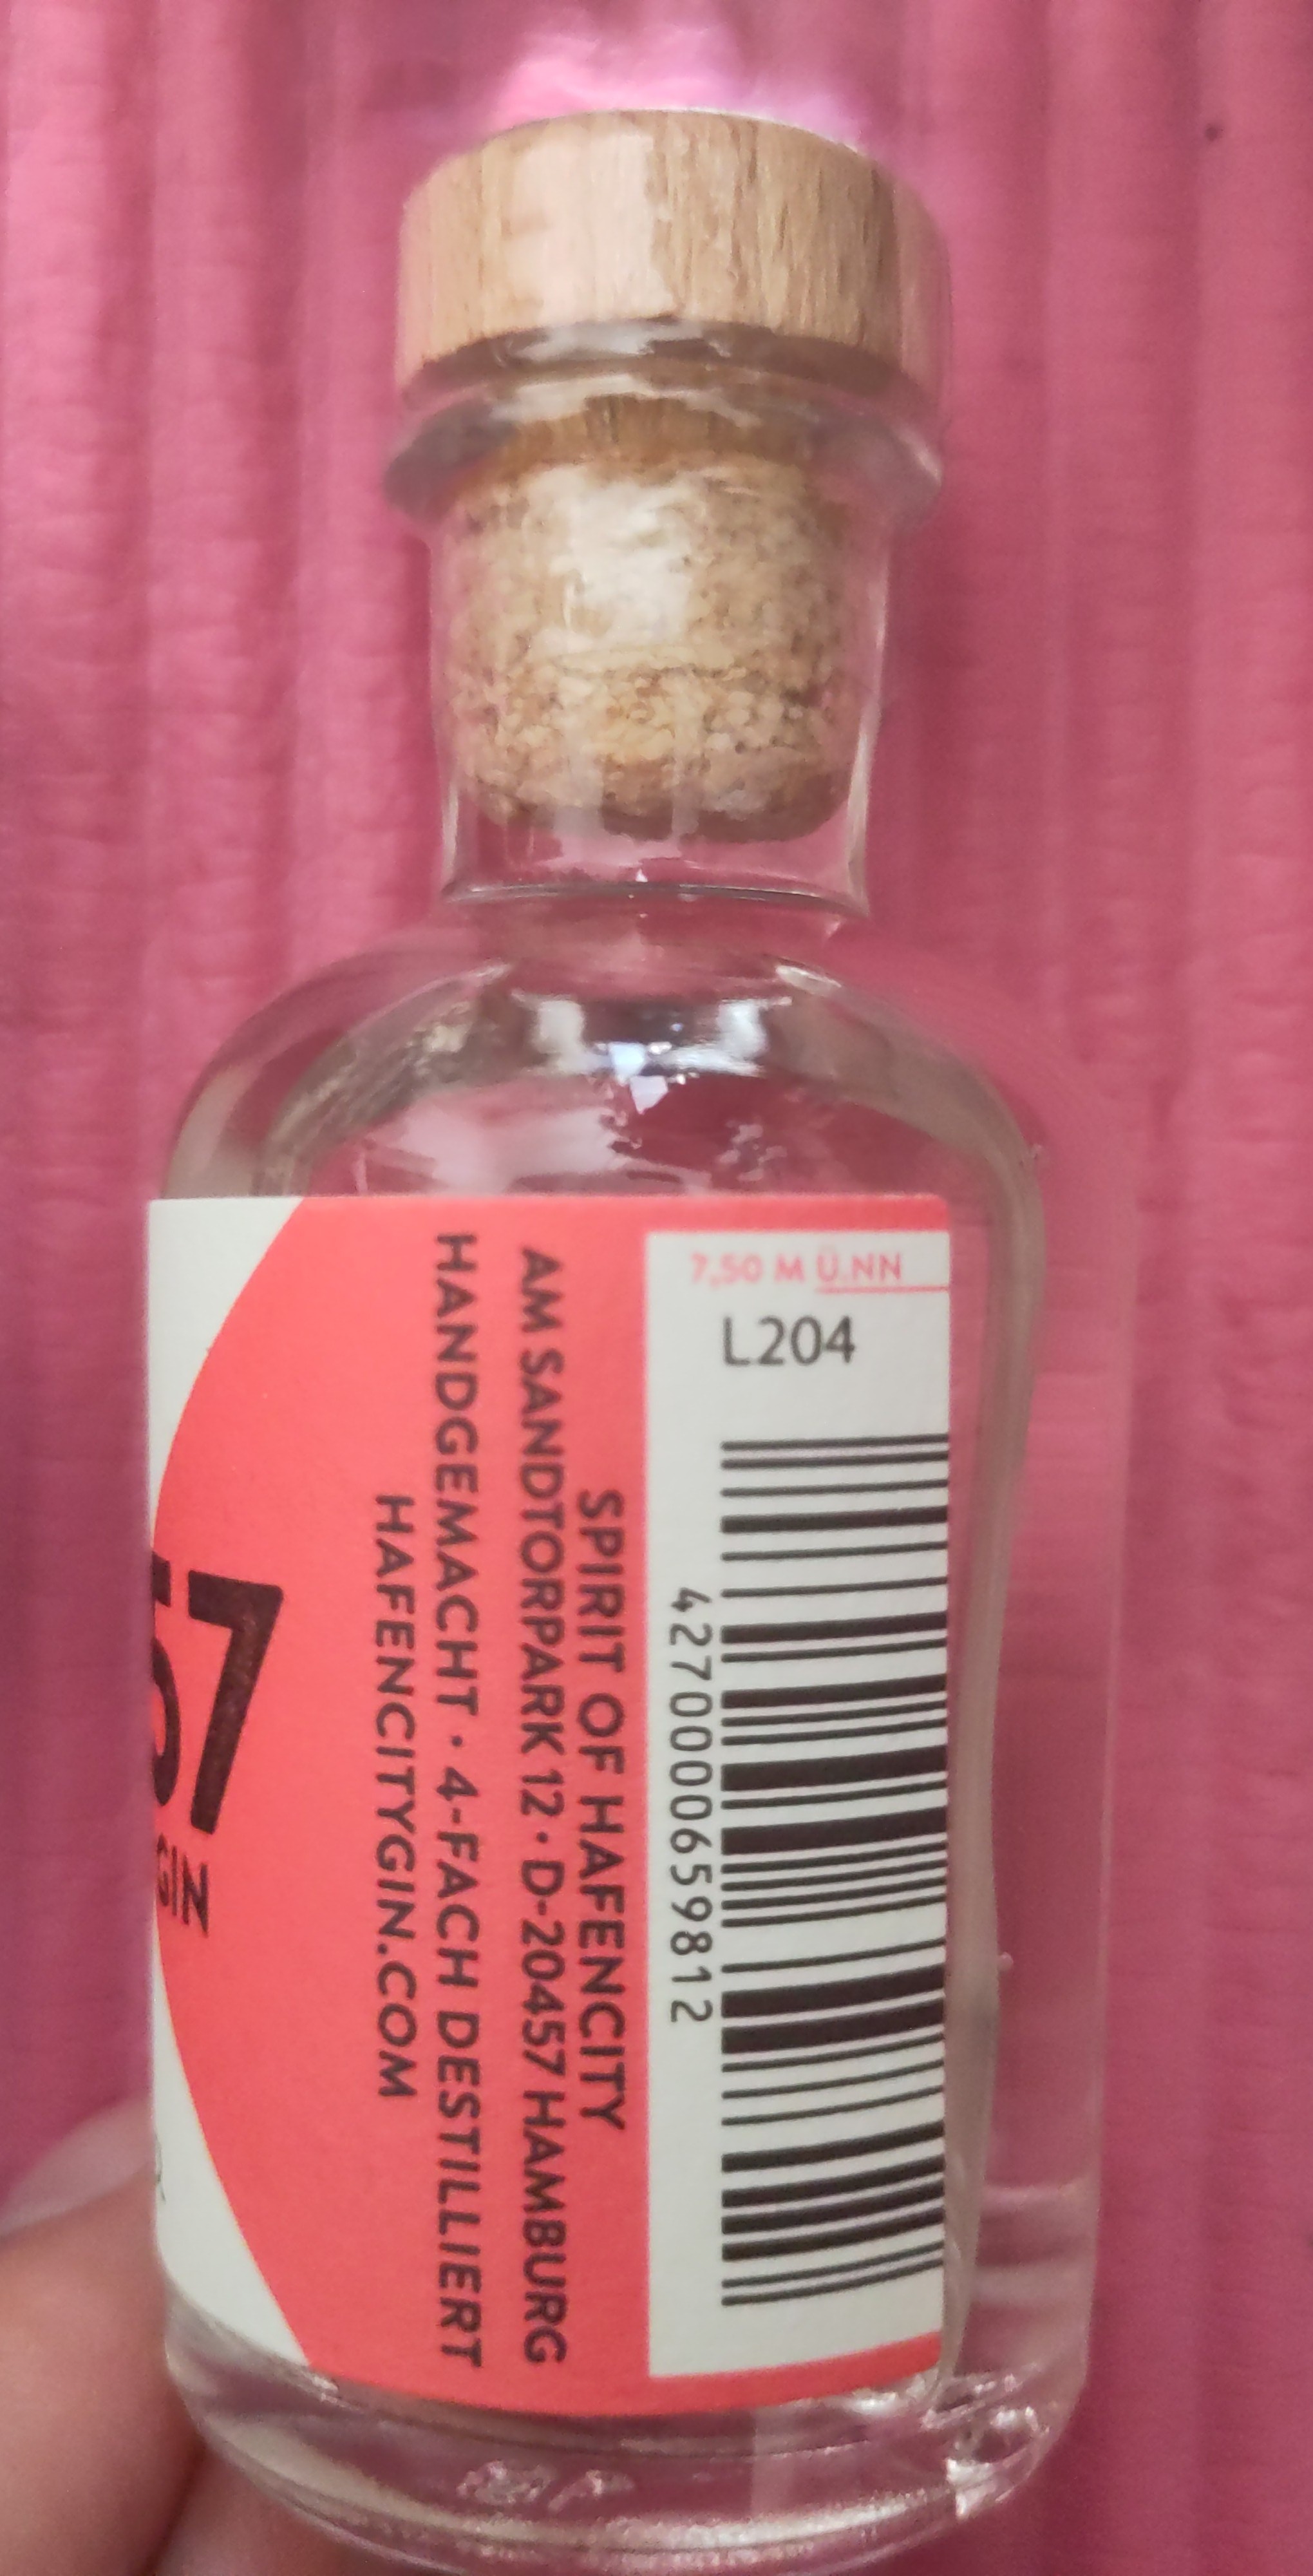 57
GIN
SPIRIT OF HAFENCITY
AM SANDTORPARK 12 · D-20457 HAMBURG
HANDGEMACHT · 4-FACH DESTILLIERT
HAFENCITYGIN.COM
7,50 M Ü.NN
L204
4270000659812